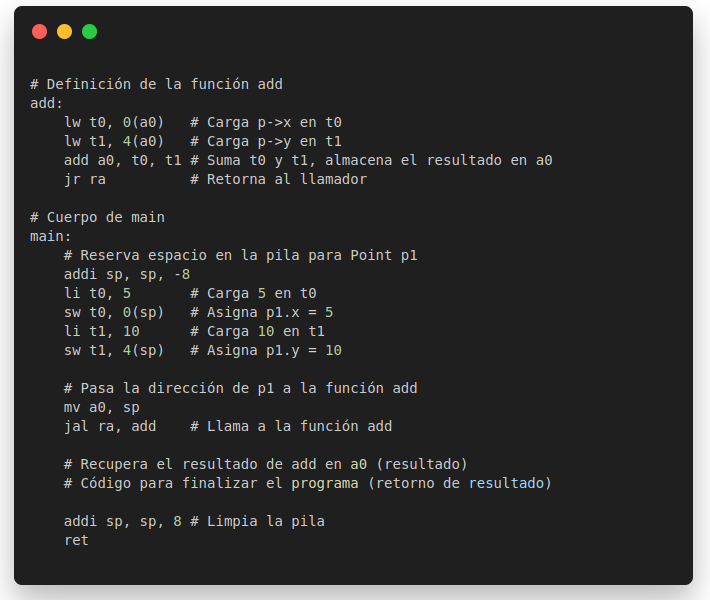 # Definición de la función add
add:
    lw t0, 0(a0)   # Carga p->x en t0
    lw t1, 4(a0)   # Carga p->y en t1
    add a0, t0, t1 # Suma t0 y t1, almacena el resultado en a0
    jr ra          # Retorna al llamador

# Cuerpo de main
main:
    # Reserva espacio en la pila para Point p1
    addi sp, sp, -8
    li t0, 5       # Carga 5 en t0
    sw t0, 0(sp)   # Asigna p1.x = 5
    li t1, 10      # Carga 10 en t1
    sw t1, 4(sp)   # Asigna p1.y = 10

    # Pasa la dirección de p1 a la función add
    mv a0, sp
    jal ra, add    # Llama a la función add

    # Recupera el resultado de add en a0 (resultado)
    # Código para finalizar el programa (retorno de resultado)

    addi sp, sp, 8 # Limpia la pila
    ret